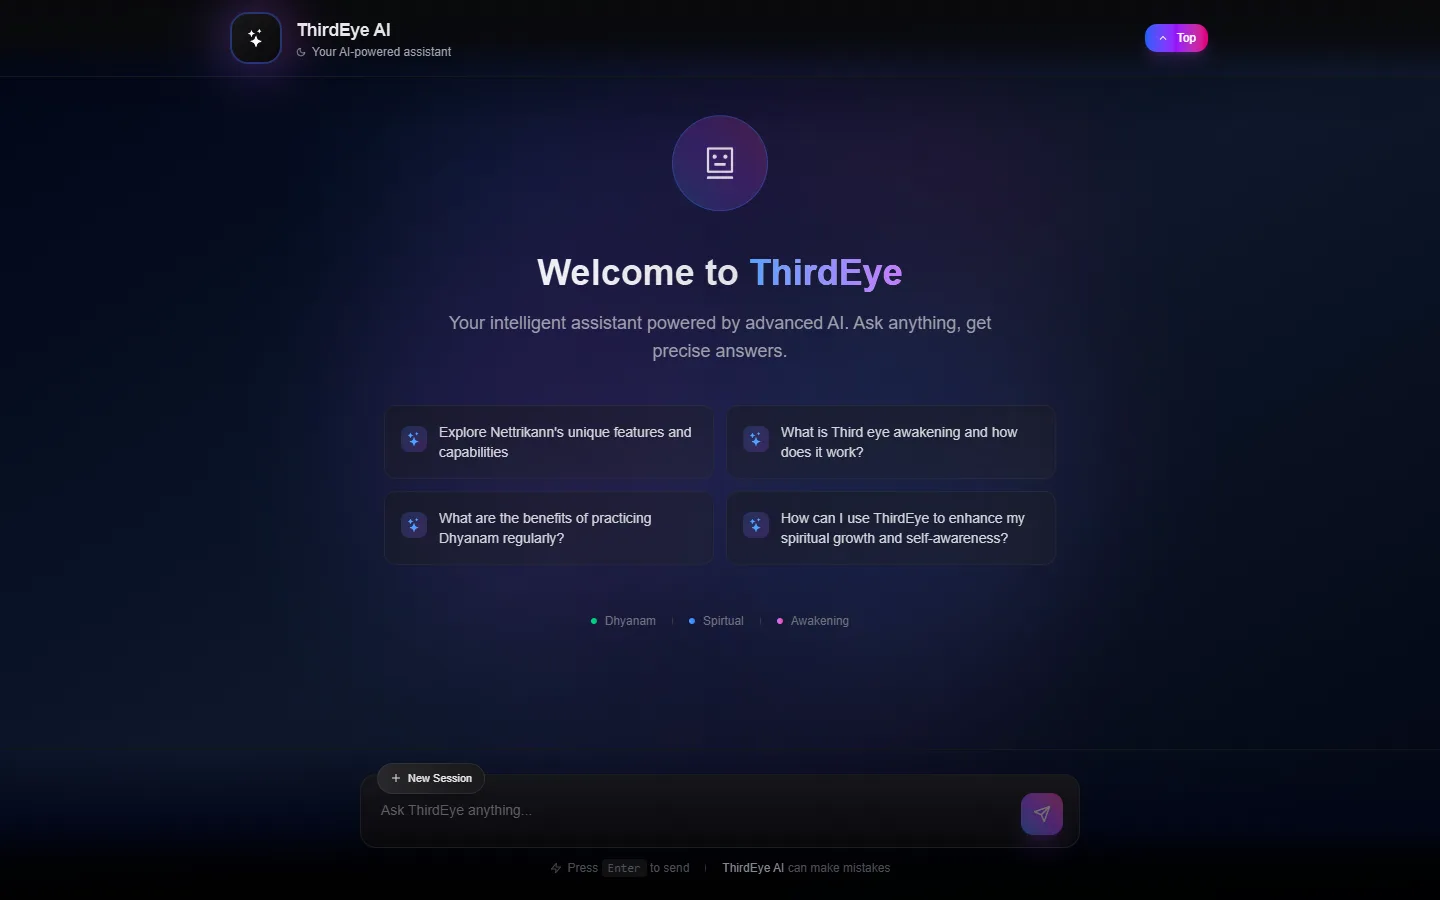 ThirdEye AI
Your AI-powered assistant
Top
Welcome to ThirdEye
Your intelligent assistant powered by advanced AI. Ask anything, get
precise answers.
Explore Nettrikann's unique features and
capabilities
What is Third eye awakening and how
does it work?
What are the benefits of practicing
Dhyanam regularly?
How can I use ThirdEye to enhance my
spiritual growth and self-awareness?
Dhyanam
Spirtual
Awakening
New Session
Ask ThirdEye anything...
Press Enter to send
ThirdEye AI can make mistakes